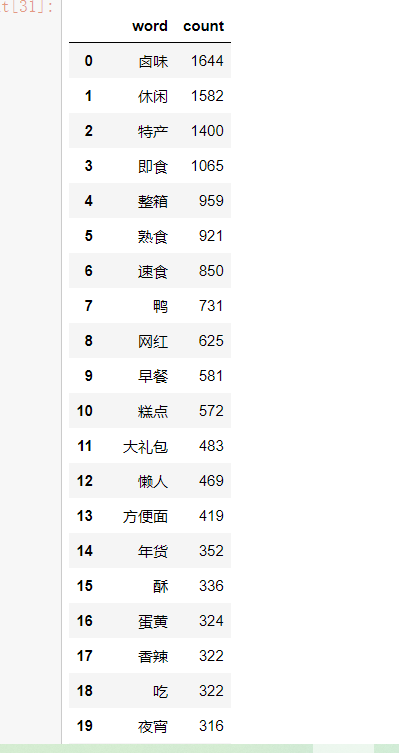 t[31]:
word count
0 卤味 1644
1 休闲 1582
2 特产 1400
3 即食 1065
4 整箱 959
5 熟食 921
6 速食 850
7 鸭 731
8 网红 625
9 早餐 581
10 糕点 572
11 大礼包 483
12 懒人 469
13 方便面 419
14 年货 352
15 酥 336
16 蛋黄 324
17 香辣 322
18 吃 322
19 夜宵 316